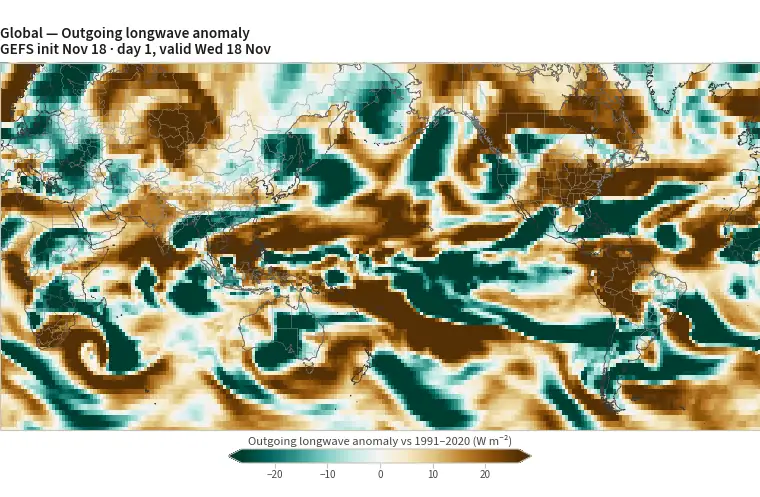 Global — Outgoing longwave anomaly
GEFS init Nov 18 · day 1, valid Wed 18 Nov
Outgoing longwave anomaly vs 1991–2020 (W m⁻²)
−20 −10 0 10 20